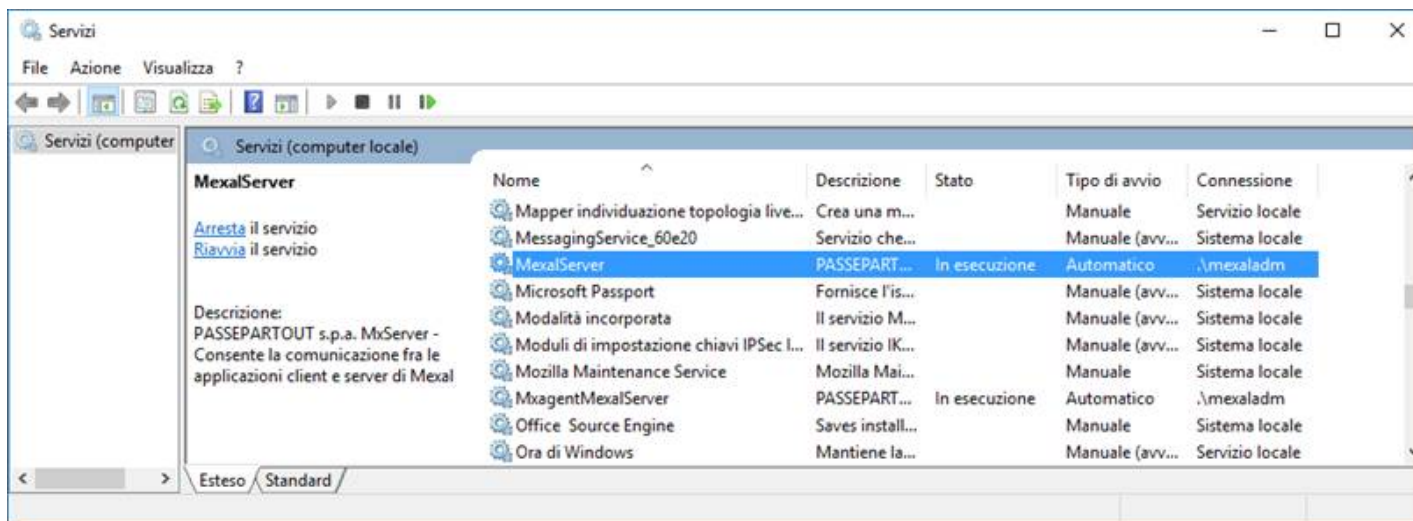 Servizi
File Azione Visualizza ?
Servizi (computer
Servizi (computer locale)
MexalServer
Arresta il servizio
Riavvia il servizio
Descrizione:
PASSEPARTOUT s.p.a. MxServer -
Consente la comunicazione fra le
applicazioni client e server di Mexal
Nome Descrizione Stato Tipo di avvio Connessione
Mapper individuazione topologia live... Crea una m... Manuale Servizio locale
MessagingService_60e20 Servizio che... Manuale (avv... Sistema locale
MexalServer PASSEPART... In esecuzione Automatico .\mexaladm
Microsoft Passport Fornisce l'is... Manuale (avv... Sistema locale
Modalità incorporata Il servizio M... Manuale (avv... Sistema locale
Moduli di impostazione chiavi IPSec I... Il servizio IK... Manuale (avv... Sistema locale
Mozilla Maintenance Service Mozilla Mai... Manuale Sistema locale
MxagentMexalServer PASSEPART... In esecuzione Automatico .\mexaladm
Office Source Engine Saves install... Manuale Sistema locale
Ora di Windows Mantiene la... Manuale (avv... Servizio locale
Esteso Standard